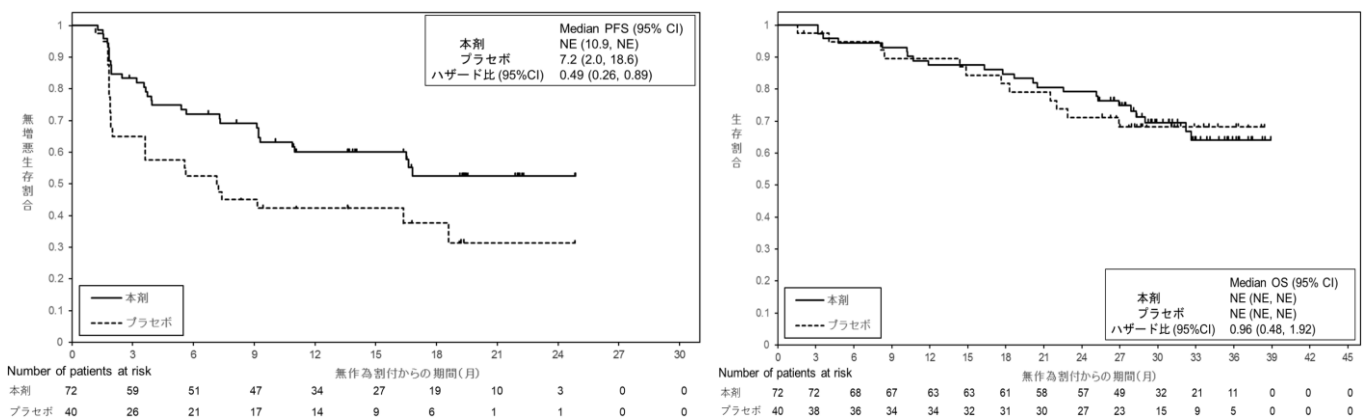 Median PFS (95% CI)
本剤 NE (10.9, NE)
プラセボ 7.2 (2.0, 18.6)
ハザード比 (95%CI) 0.49 (0.26, 0.89)
無増悪生存割合
1
0.9
0.8
0.7
0.6
0.5
0.4
0.3
0.2
0.1
0
本剤
プラセボ
0 3 6 9 12 15 18 21 24 27 30
Number of patients at risk
無作為割付からの期間(月)
本剤 72 59 51 47 34 27 19 10 3 0 0
プラセボ 40 26 21 17 14 9 6 1 1 0 0
生存割合
1
0.9
0.8
0.7
0.6
0.5
0.4
0.3
0.2
0.1
0
Median OS (95% CI)
本剤 NE (NE, NE)
プラセボ NE (NE, NE)
ハザード比 (95%CI) 0.96 (0.48, 1.92)
本剤
プラセボ
0 3 6 9 12 15 18 21 24 27 30 33 36 39 42 45
Number of patients at risk
無作為割付からの期間(月)
本剤 72 72 68 67 63 63 61 58 57 49 32 21 11 0 0 0
プラセボ 40 38 36 34 34 32 31 30 27 23 15 9 5 0 0 0